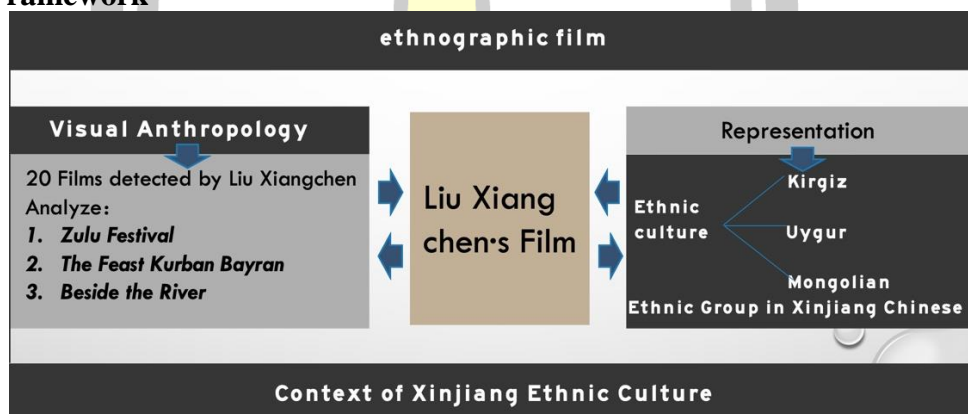 ramework
ethnographic film
Visual Anthropology
20 Films detected by Liu Xiangchen
Analyze:
1. Zulu Festival
2. The Feast Kurban Bayran
3. Beside the River
Liu Xiang
chen·s Film
Representation
Kirgiz
Ethnic
culture
Uygur
Mongolian
Ethnic Group in Xinjiang Chinese
Context of Xinjiang Ethnic Culture